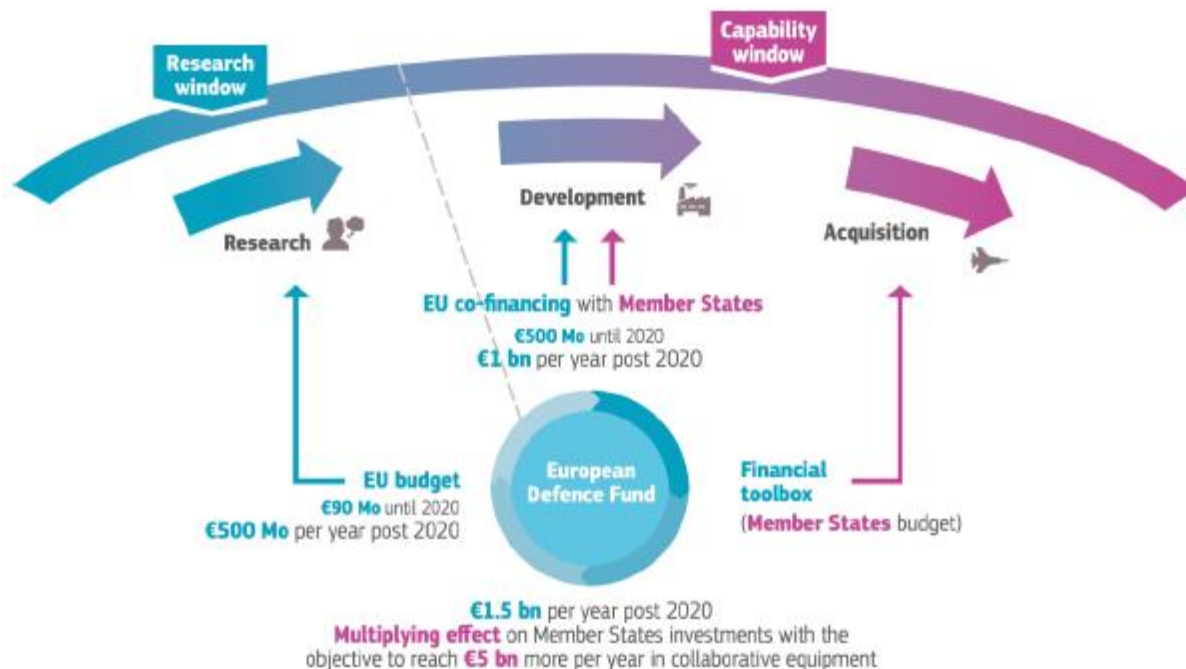 Research
window
Capability
window
Research
Development
Acquisition
EU co-financing with Member States
€500 Mo until 2020
€1 bn per year post 2020
EU budget
€90 Mo until 2020
€500 Mo per year post 2020
European
Defence Fund
Financial
toolbox
(Member States budget)
€1.5 bn per year post 2020
Multiplying effect on Member States investments with the
objective to reach €5 bn more per year in collaborative equipment